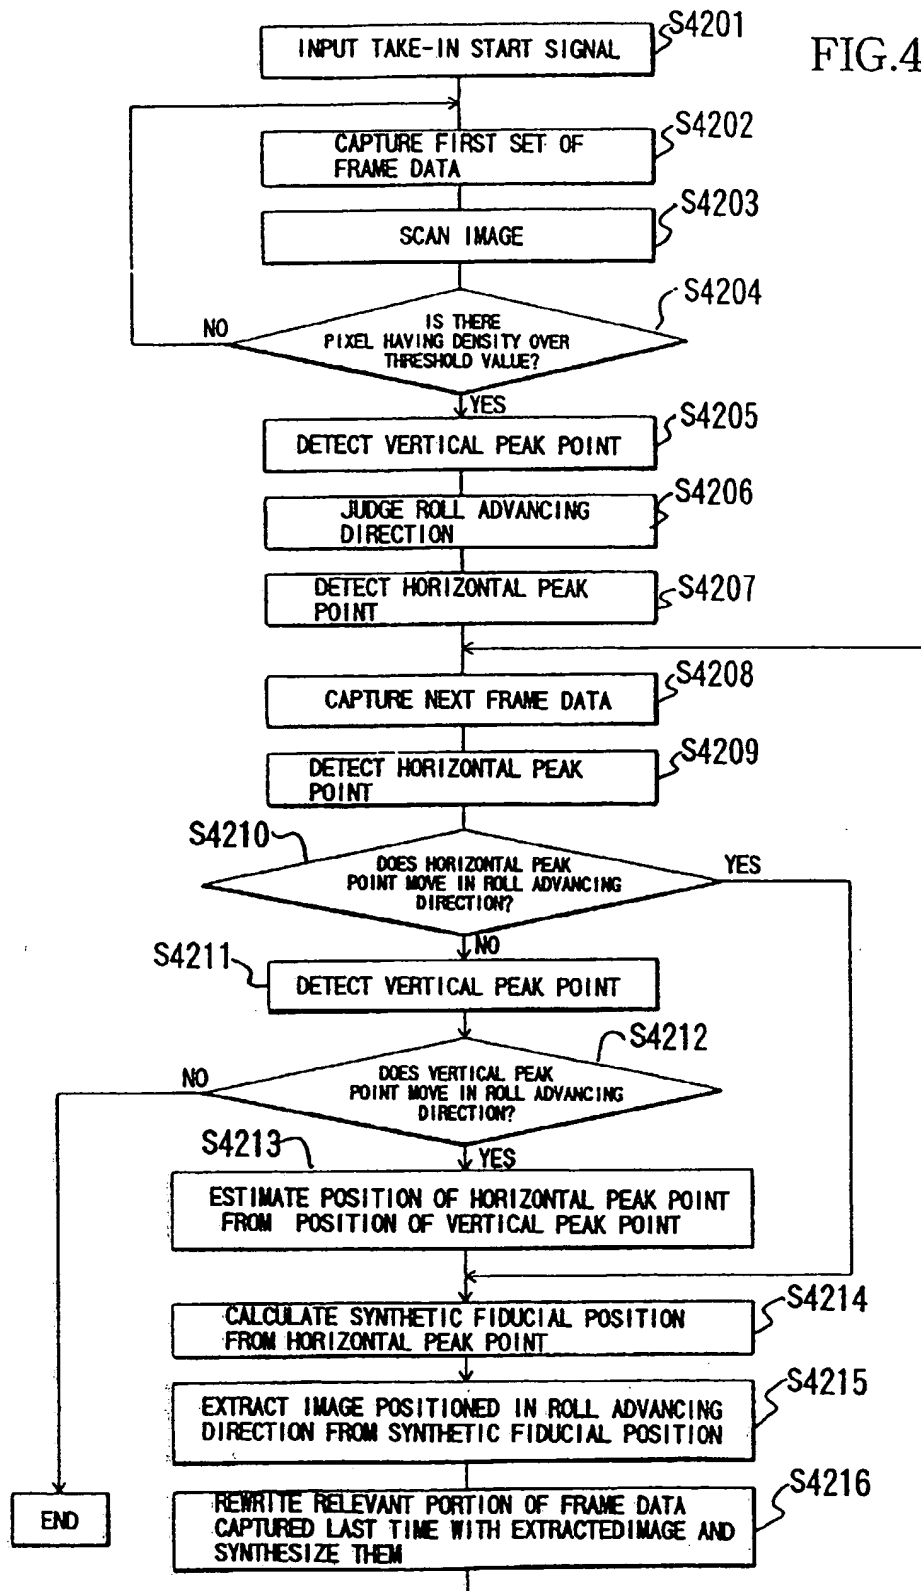 S4201
INPUT TAKE-IN START SIGNAL
FIG.4
S4202
CAPTURE FIRST SET OF
FRAME DATA
S4203
SCAN IMAGE
S4204
IS THERE
PIXEL HAVING DENSITY OVER
THRESHOLD VALUE?
NO
YES
S4205
DETECT VERTICAL PEAK POINT
S4206
JUDGE ROLL ADVANCING
DIRECTION
S4207
DETECT HORIZONTAL PEAK
POINT
S4208
CAPTURE NEXT FRAME DATA
S4209
DETECT HORIZONTAL PEAK
POINT
S4210
DOES HORIZONTAL PEAK
POINT MOVE IN ROLL ADVANCING
DIRECTION?
YES
NO
S4211
DETECT VERTICAL PEAK POINT
S4212
DOES VERTICAL PEAK
POINT MOVE IN ROLL ADVANCING
DIRECTION?
NO
YES
S4213
ESTIMATE POSITION OF HORIZONTAL PEAK POINT
FROM POSITION OF VERTICAL PEAK POINT
S4214
CALCULATE SYNTHETIC FIDUCIAL POSITION
FROM HORIZONTAL PEAK POINT
S4215
EXTRACT IMAGE POSITIONED IN ROLL ADVANCING
DIRECTION FROM SYNTHETIC FIDUCIAL POSITION
S4216
REWRITE RELEVANT PORTION OF FRAME DATA
CAPTURED LAST TIME WITH EXTRACTEDIMAGE AND
SYNTHESIZE THEM
END